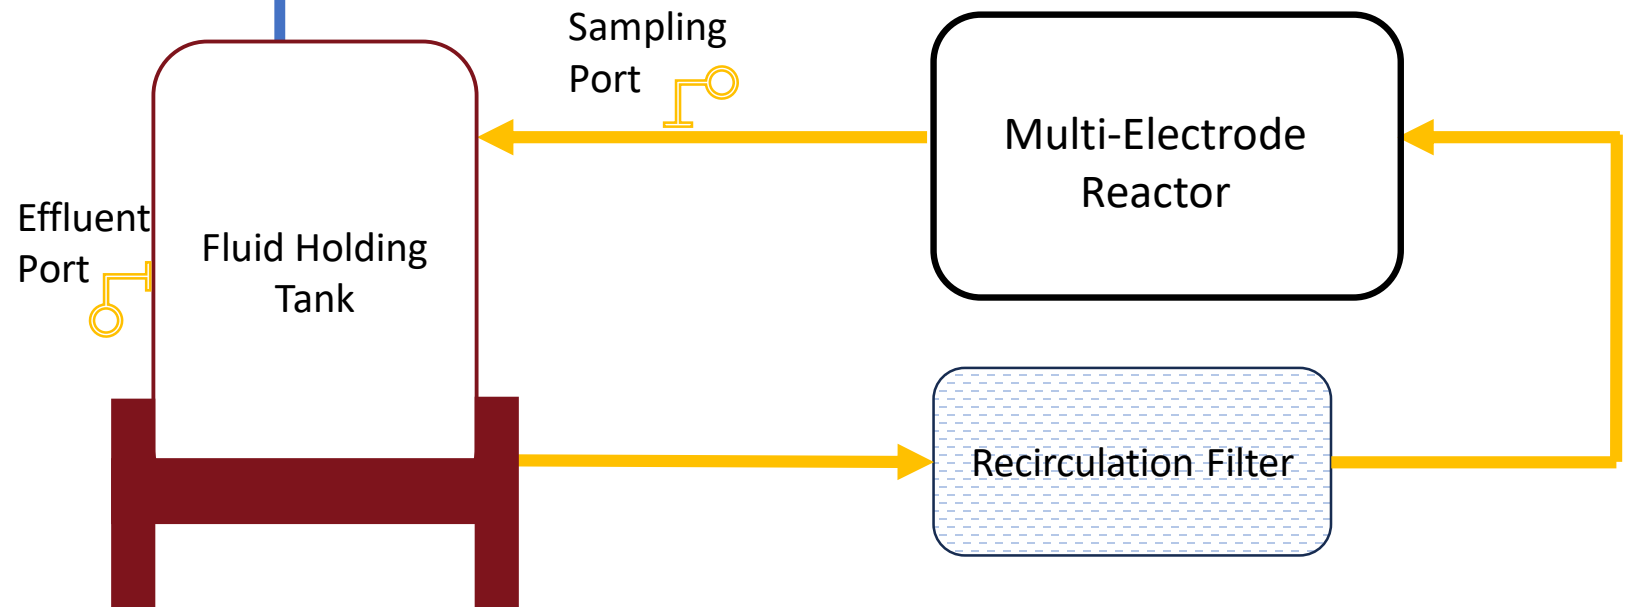 Sampling
Port
Multi-Electrode
Reactor
Effluent
Port
Fluid Holding
Tank
Recirculation Filter